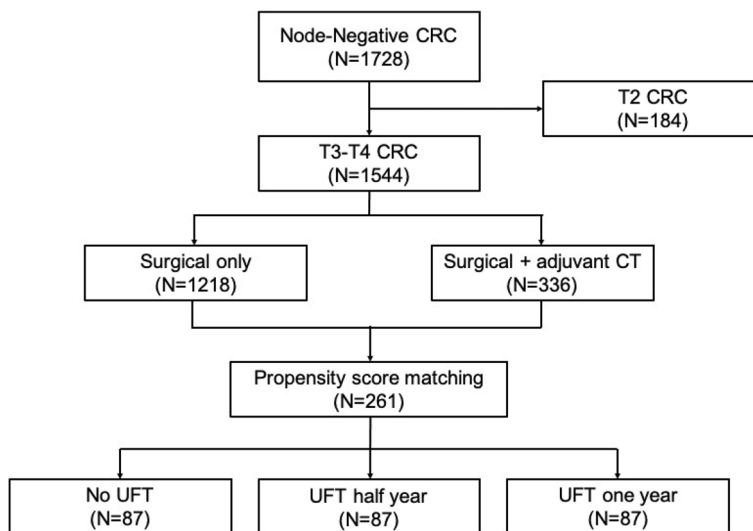 Node-Negative CRC
(N=1728)
T2 CRC
(N=184)
T3-T4 CRC
(N=1544)
Surgical only
(N=1218)
Surgical + adjuvant CT
(N=336)
Propensity score matching
(N=261)
No UFT
(N=87)
UFT half year
(N=87)
UFT one year
(N=87)